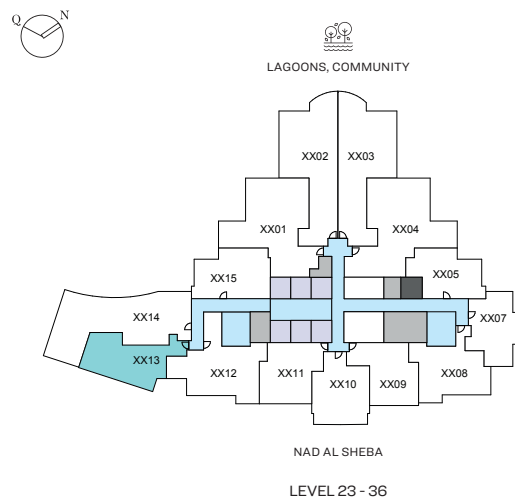 Q N
LAGOONS, COMMUNITY
XX02 XX03
XX01 XX04
XX15 XX05
XX14 XX07
XX13
XX12 XX11 XX10 XX09 XX08
NAD AL SHEBA
LEVEL 23 - 36